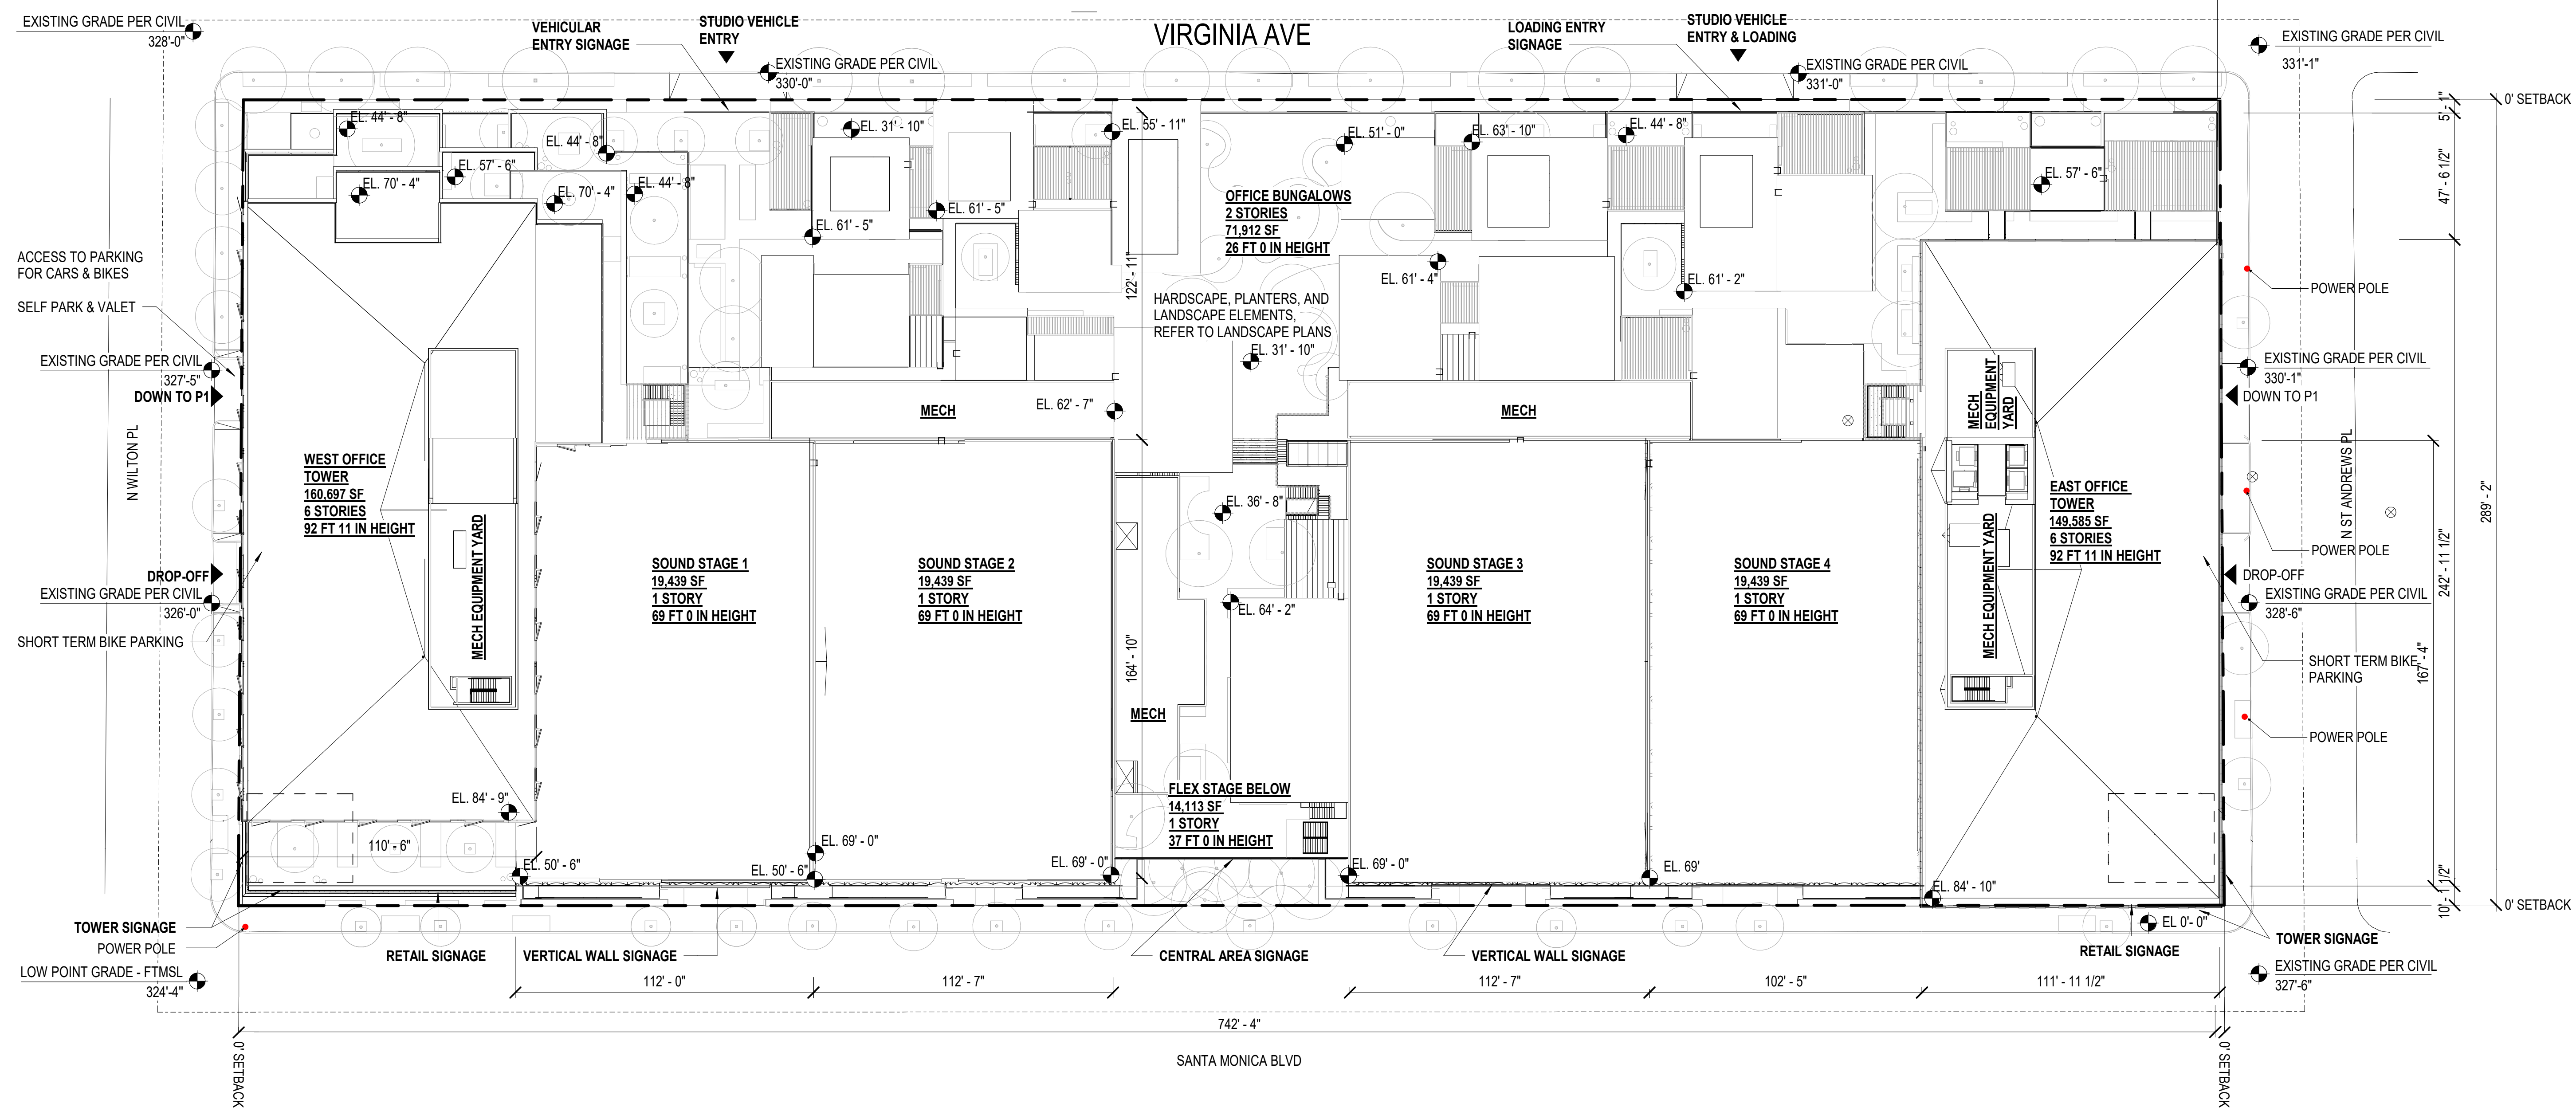 VIRGINIA AVE
EXISTING GRADE PER CIVIL
328'-0"
VEHICULAR
ENTRY SIGNAGE
STUDIO VEHICLE
ENTRY
EXISTING GRADE PER CIVIL
330'-0"
LOADING ENTRY
SIGNAGE
STUDIO VEHICLE
ENTRY & LOADING
EXISTING GRADE PER CIVIL
331'-0"
EXISTING GRADE PER CIVIL
331'-1"
0' SETBACK
5' - 1"
47' - 6 1/2"
EL. 44' - 8"
EL. 44' - 8"
EL. 57' - 6"
EL. 70' - 4"
EL. 70' - 4"
EL. 44' - 8"
EL. 31' - 10"
EL. 55' - 11"
EL. 61' - 5"
EL. 61' - 5"
EL. 51' - 0"
EL. 63' - 10"
EL. 44' - 8"
EL. 57' - 6"
OFFICE BUNGALOWS
2 STORIES
71,912 SF
26 FT 0 IN HEIGHT
EL. 61' - 4"
EL. 61' - 2"
122' - 11"
HARDSCAPE, PLANTERS, AND
LANDSCAPE ELEMENTS,
REFER TO LANDSCAPE PLANS
EL. 31' - 10"
ACCESS TO PARKING
FOR CARS & BIKES
SELF PARK & VALET
EXISTING GRADE PER CIVIL
327'-5"
DOWN TO P1
N WILTON PL
DROP-OFF
EXISTING GRADE PER CIVIL
326'-0"
SHORT TERM BIKE PARKING
WEST OFFICE
TOWER
160,697 SF
6 STORIES
92 FT 11 IN HEIGHT
MECH EQUIPMENT YARD
MECH
EL. 62' - 7"
MECH
SOUND STAGE 1
19,439 SF
1 STORY
69 FT 0 IN HEIGHT
SOUND STAGE 2
19,439 SF
1 STORY
69 FT 0 IN HEIGHT
EL. 36' - 8"
EL. 64' - 2"
164' - 10"
MECH
FLEX STAGE BELOW
14,113 SF
1 STORY
37 FT 0 IN HEIGHT
SOUND STAGE 3
19,439 SF
1 STORY
69 FT 0 IN HEIGHT
SOUND STAGE 4
19,439 SF
1 STORY
69 FT 0 IN HEIGHT
MECH
EQUIPMENT
YARD
MECH EQUIPMENT YARD
EAST OFFICE
TOWER
149,585 SF
6 STORIES
92 FT 11 IN HEIGHT
POWER POLE
EXISTING GRADE PER CIVIL
330'-1"
DOWN TO P1
N ST ANDREWS PL
POWER POLE
DROP-OFF
EXISTING GRADE PER CIVIL
328'-6"
SHORT TERM BIKE
PARKING
POWER POLE
242' - 11 1/2"
167' - 4"
289' - 2"
10' - 1 1/2"
0' SETBACK
EL. 84' - 9"
110' - 6"
EL. 50' - 6"
EL. 69' - 0"
EL. 50' - 6"
EL. 69' - 0"
EL. 69' - 0"
EL. 69'
EL. 84' - 10"
EL 0'- 0"
TOWER SIGNAGE
POWER POLE
LOW POINT GRADE - FTMSL
324'-4"
RETAIL SIGNAGE
VERTICAL WALL SIGNAGE
CENTRAL AREA SIGNAGE
VERTICAL WALL SIGNAGE
RETAIL SIGNAGE
TOWER SIGNAGE
EXISTING GRADE PER CIVIL
327'-6"
112' - 0"
112' - 7"
112' - 7"
102' - 5"
111' - 11 1/2"
742' - 4"
0' SETBACK
SANTA MONICA BLVD
0' SETBACK